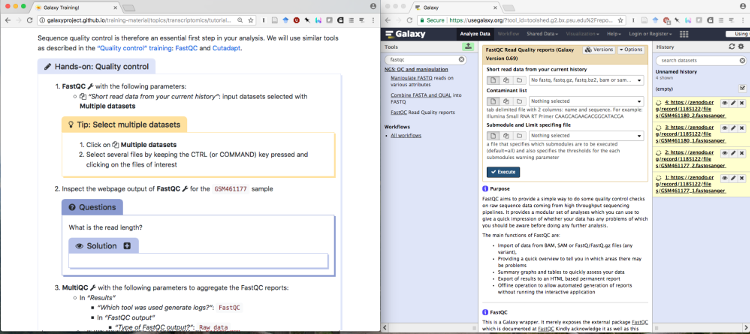 Galaxy Training!
galaxyproject.github.io/training-material/topics/transcriptomics/tutorial...
Sequence quality control is therefore an essential first step in your analysis. We will use similar tools
as described in the "Quality control" training: FastQC and Cutadapt.
Hands-on: Quality control
1. FastQC with the following parameters:
"Short read data from your current history": input datasets selected with
Multiple datasets
Tip: Select multiple datasets
1. Click on Multiple datasets
2. Select several files by keeping the CTRL (or COMMAND) key pressed and
clicking on the files of interest
2. Inspect the webpage output of FastQC for the GSM461177 sample
Questions
What is the read length?
Solution
3. MultiQC with the following parameters to aggregate the FastQC reports:
In "Results"
"Which tool was used generate logs?": FastQC
In "FastQC output"
"Type of FastQC output?": Raw data
Galaxy
Secure https://usegalaxy.org/?tool_id=toolshed.g2.bx.psu.edu%2Frepo...
Galaxy
Analyze Data Workflow Shared Data Visualization Help Login or Register
Tools
fastqc
NGS: QC and manipulation
Manipulate FASTQ reads on
various attributes
Combine FASTA and QUAL into
FASTQ
FastQC Read Quality reports
Workflows
All workflows
FastQC Read Quality reports (Galaxy
Version 0.69)
Versions
Options
Short read data from your current history
No fastq, fastq.gz, fastq.bz2, bam or sam...
Contaminant list
Nothing selected
tab delimited file with 2 columns: name and sequence. For example
Illumina Small RNA RT Primer CAAGCAGAAGACGGCATACGA
Submodule and Limit specifing file
Nothing selected
a file that specifies which submodules are to be executed
(default=all) and also specifies the thresholds for the each
submodules warning parameter
Execute
Purpose
FastQC aims to provide a simple way to do some quality control checks
on raw sequence data coming from high throughput sequencing
pipelines. It provides a modular set of analyses which you can use to
give a quick impression of whether your data has any problems of which
you should be aware before doing any further analysis.
The main functions of FastQC are:
Import of data from BAM, SAM or FastQ/FastQ.gz files (any
variant),
Providing a quick overview to tell you in which areas there may
be problems
Summary graphs and tables to quickly assess your data
Export of results to an HTML based permanent report
Offline operation to allow automated generation of reports
without running the interactive application
FastQC
This is a Galaxy wrapper. It merely exposes the external package FastQC
which is documented at FastQC Kindly acknowledge it as well as this
History
search datasets
Unnamed history
4 shown
(empty)
4: https://zenodo.o
rg/record/1185122/file
s/GSM461180_2.fastqsanger
3: https://zenodo.o
rg/record/1185122/file
s/GSM461180_1.fastqsanger
2: https://zenodo.o
rg/record/1185122/file
s/GSM461177_2.fastqsanger
1: https://zenodo.o
rg/record/1185122/file
s/GSM461177_1.fastqsanger